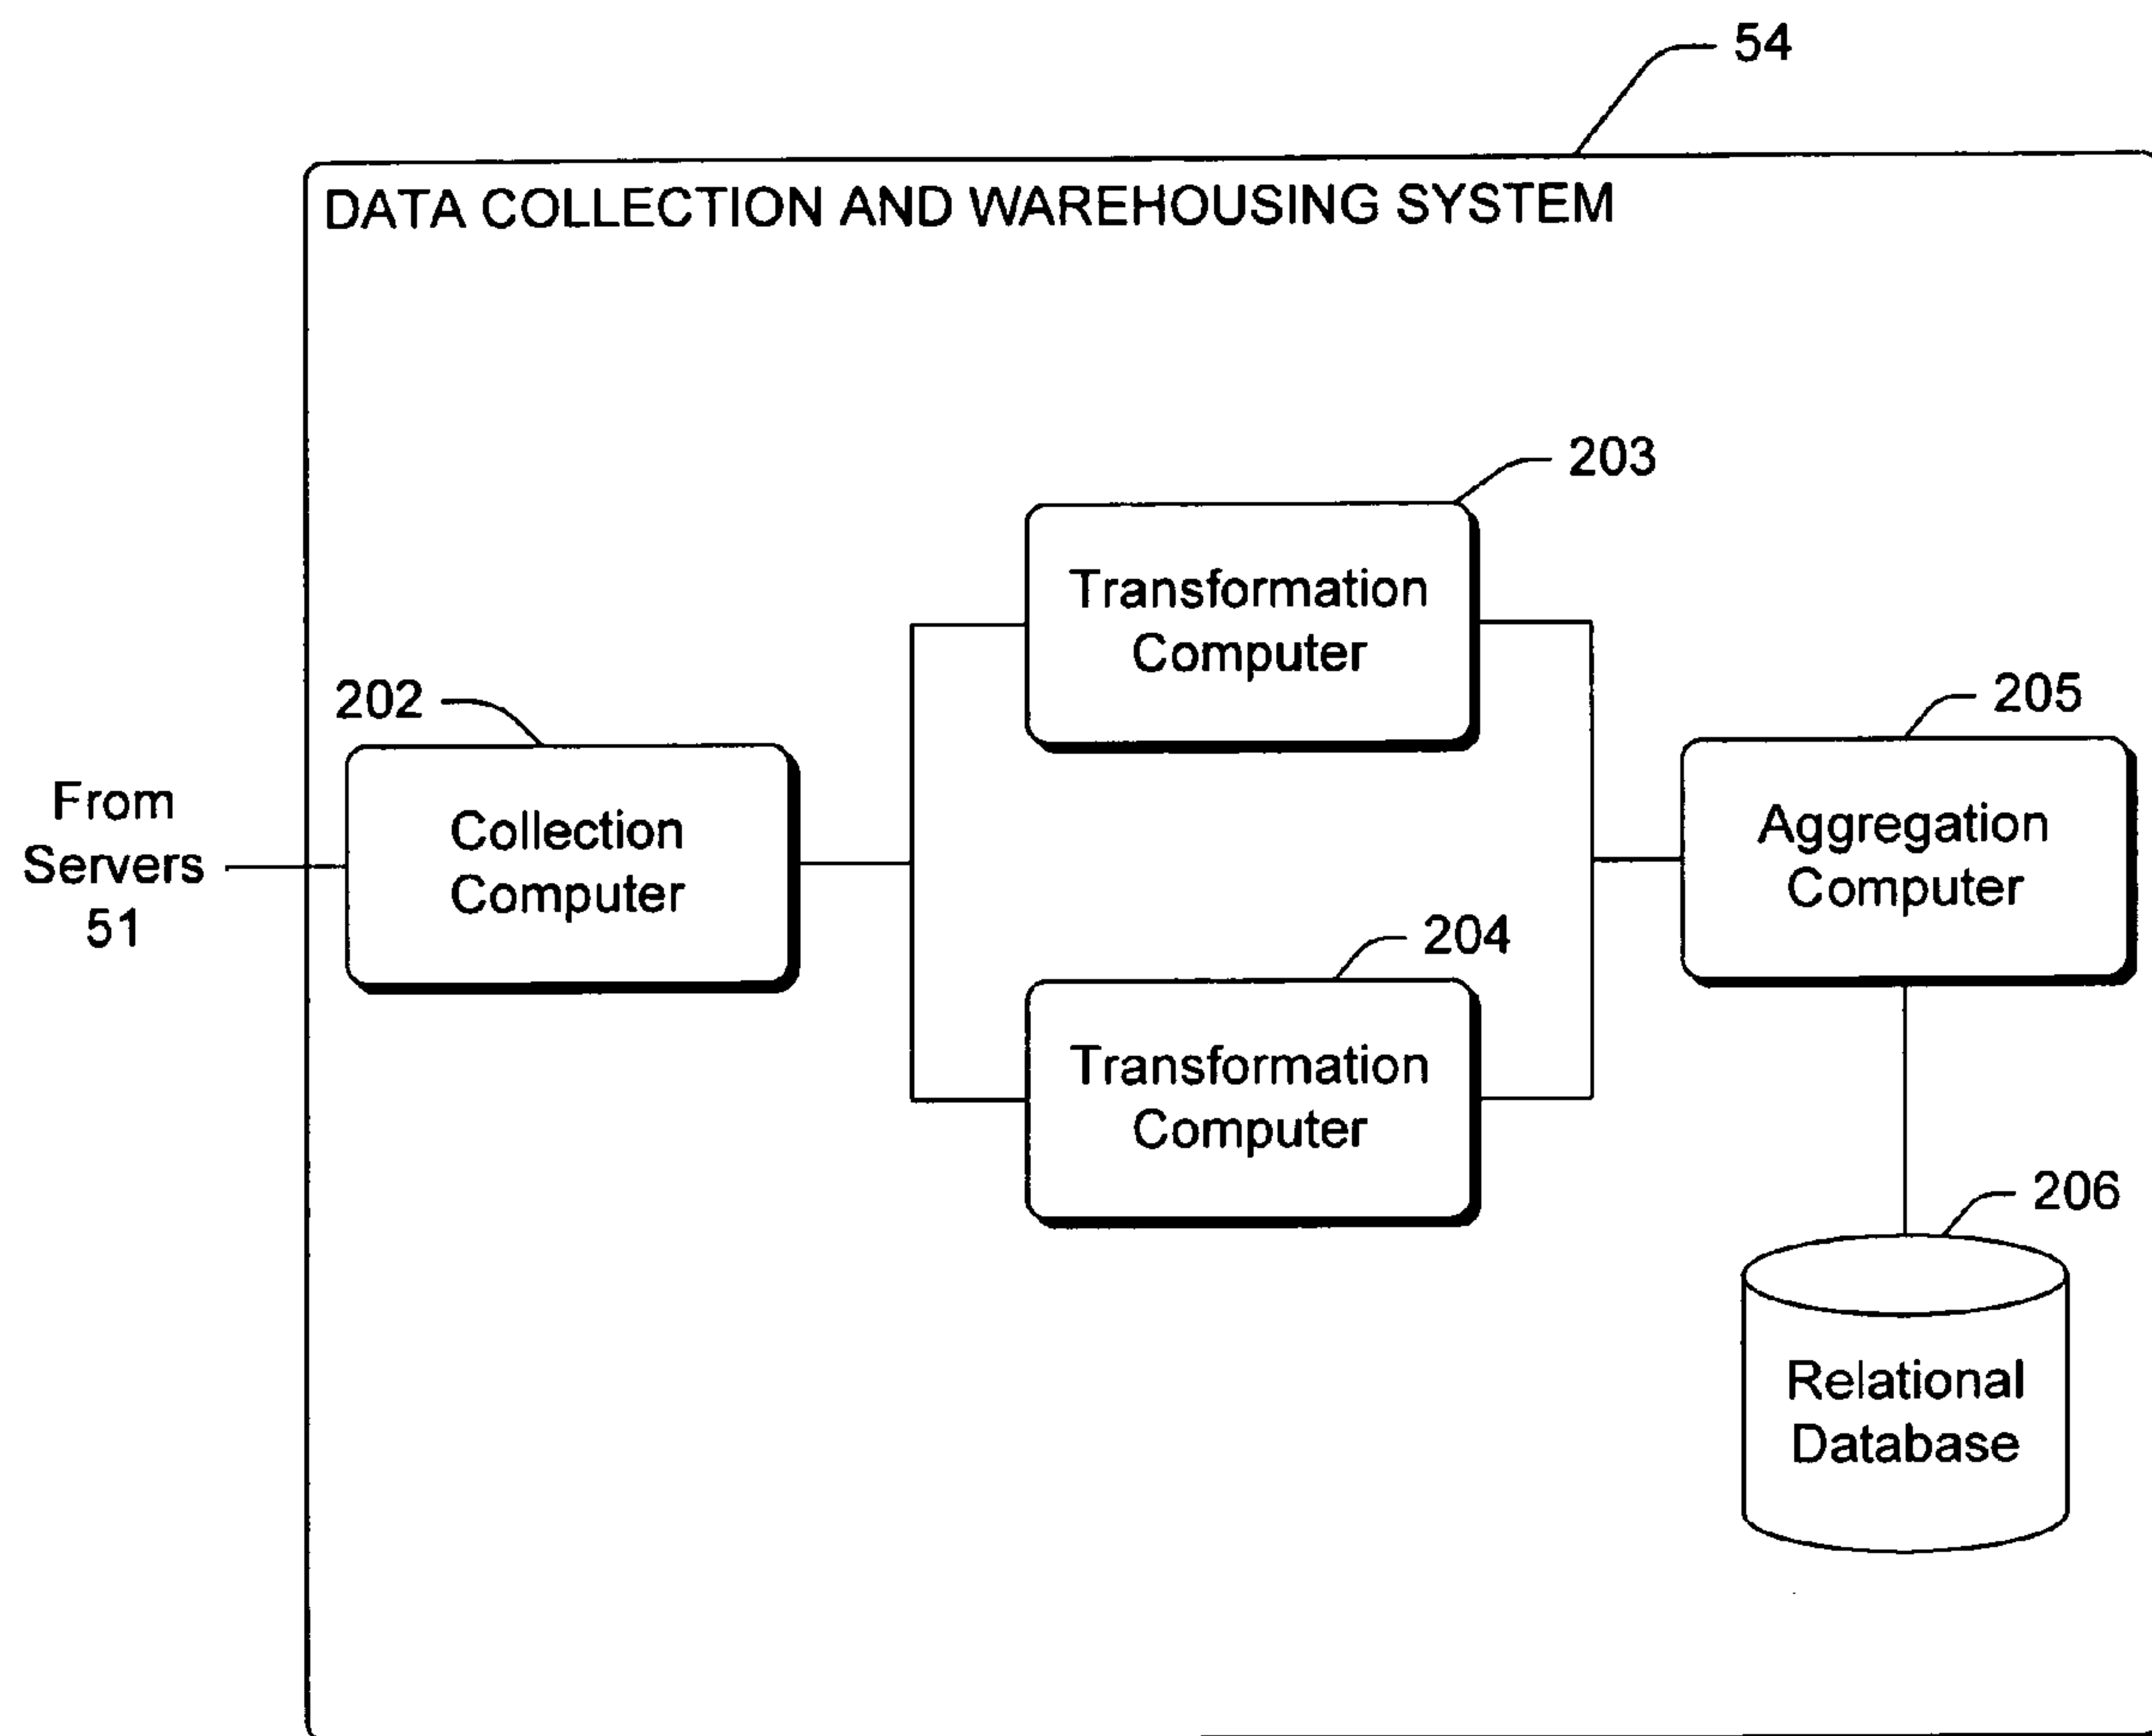 54
DATA COLLECTION AND WAREHOUSING SYSTEM
203
Transformation
Computer
202
Collection
Computer
From
Servers
51
205
Aggregation
Computer
204
Transformation
Computer
206
Relational
Database